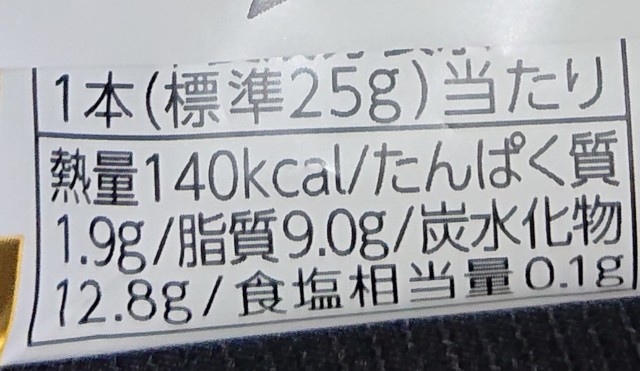 1本(標準25g)当たり
熱量140kcal/たんぱく質
1.9g/脂質9.0g/炭水化物
12.8g/食塩相当量0.1g